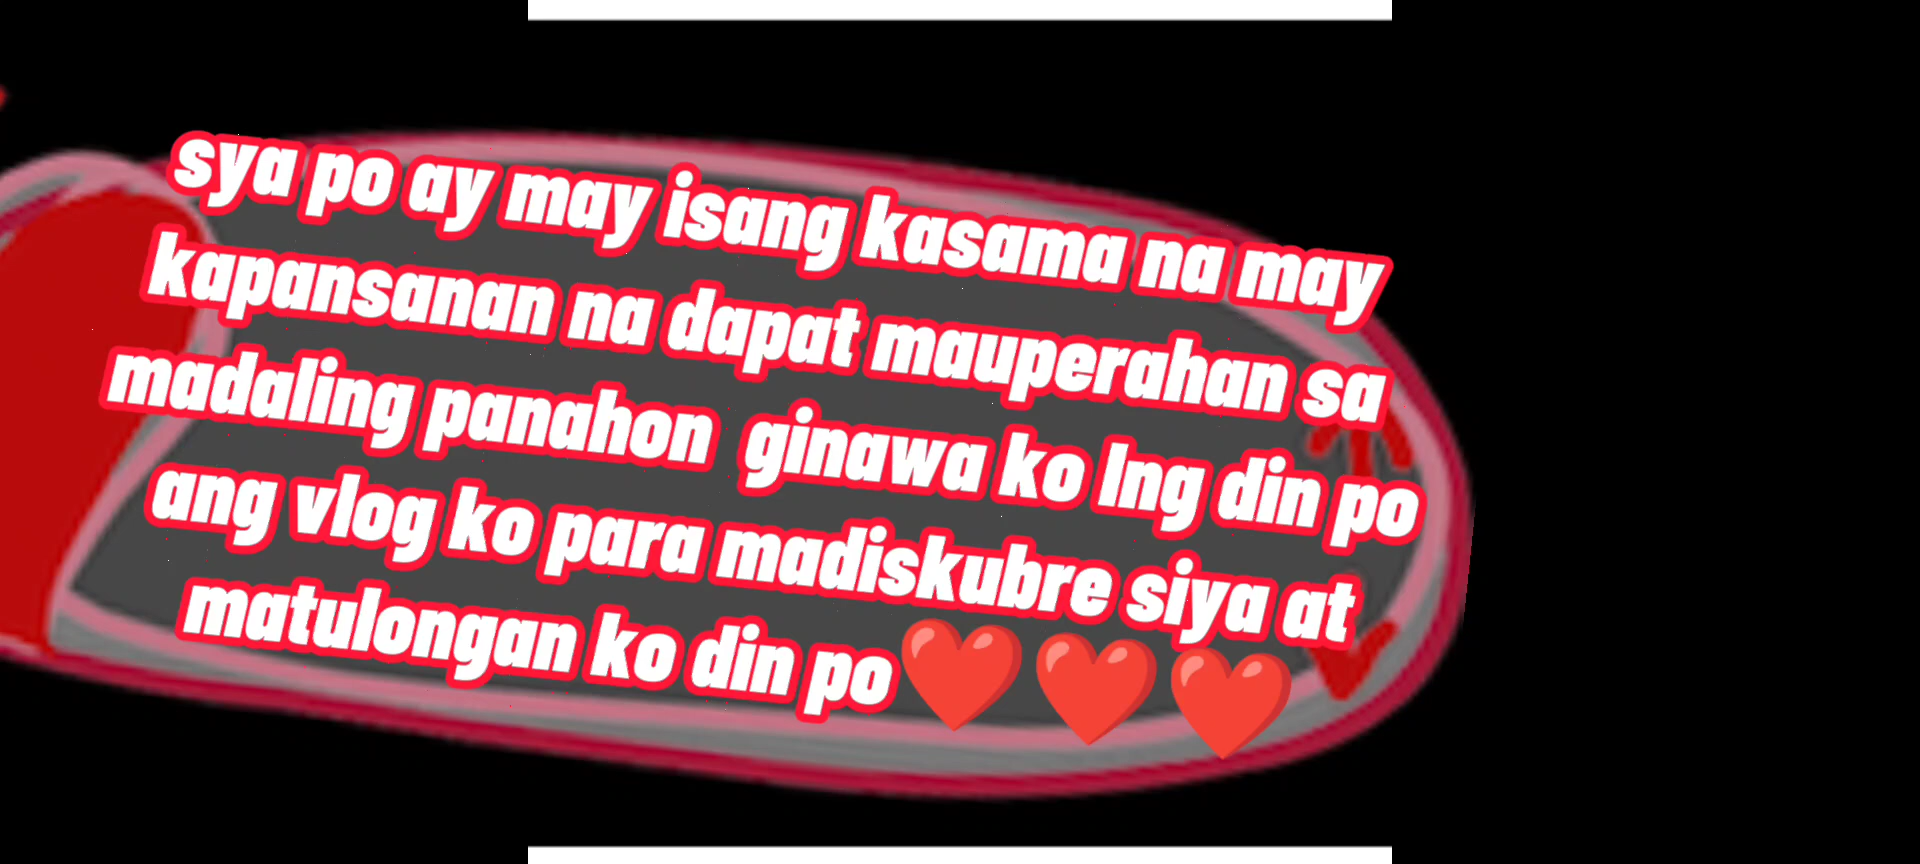 sya po ay may isang kasama na may
kapansanan na dapat mauperahan sa
madaling panahon ginawa ko lng din po
ang vlog ko para madiskubre siya at
matulongan ko din po❤️❤️❤️